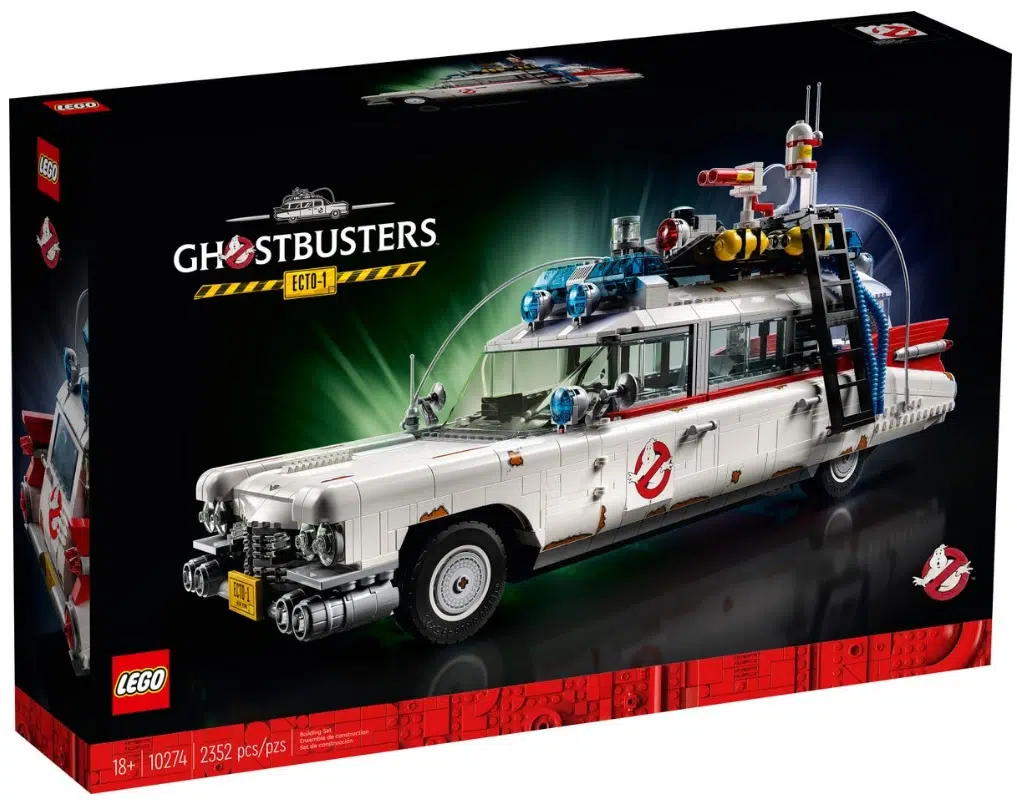 LEGO
LEGO
GHOSTBUSTERS
ECTO-1
ECTO-1
LEGO
18+ 10274 2352 pcs/pzs
Building Set
Ensemble de construction
Set de construcción